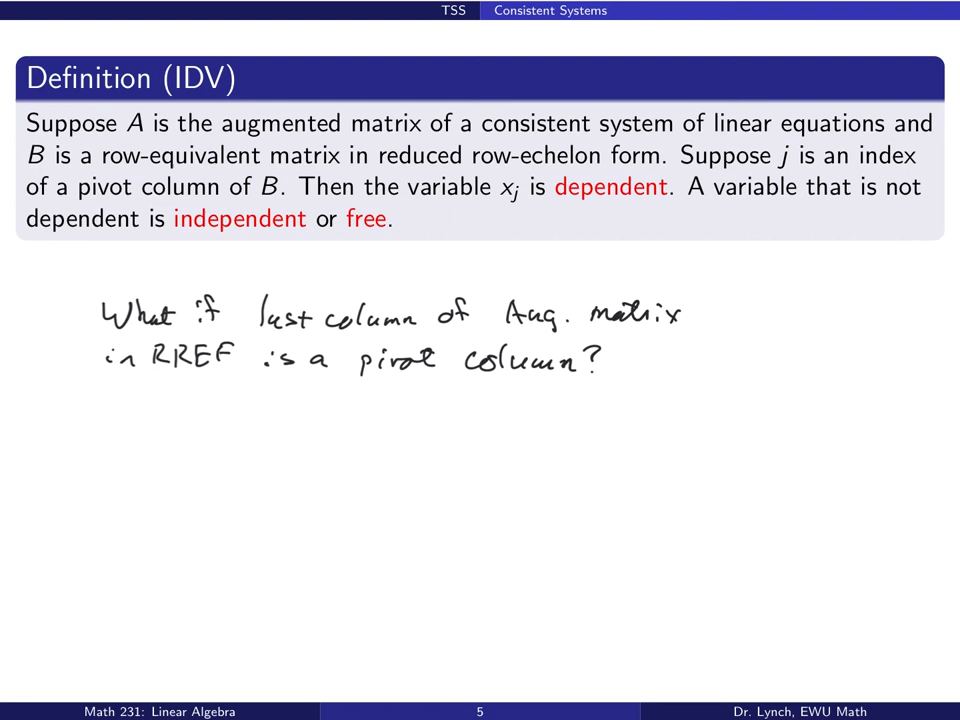 TSS Consistent Systems
Definition (IDV)
Suppose A is the augmented matrix of a consistent system of linear equations and
B is a row-equivalent matrix in reduced row-echelon form. Suppose j is an index
of a pivot column of B. Then the variable xⱼ is dependent. A variable that is not
dependent is independent or free.
What if last column of Aug. matrix
in RREF is a pivot column?
Math 231: Linear Algebra 5 Dr. Lynch, EWU Math